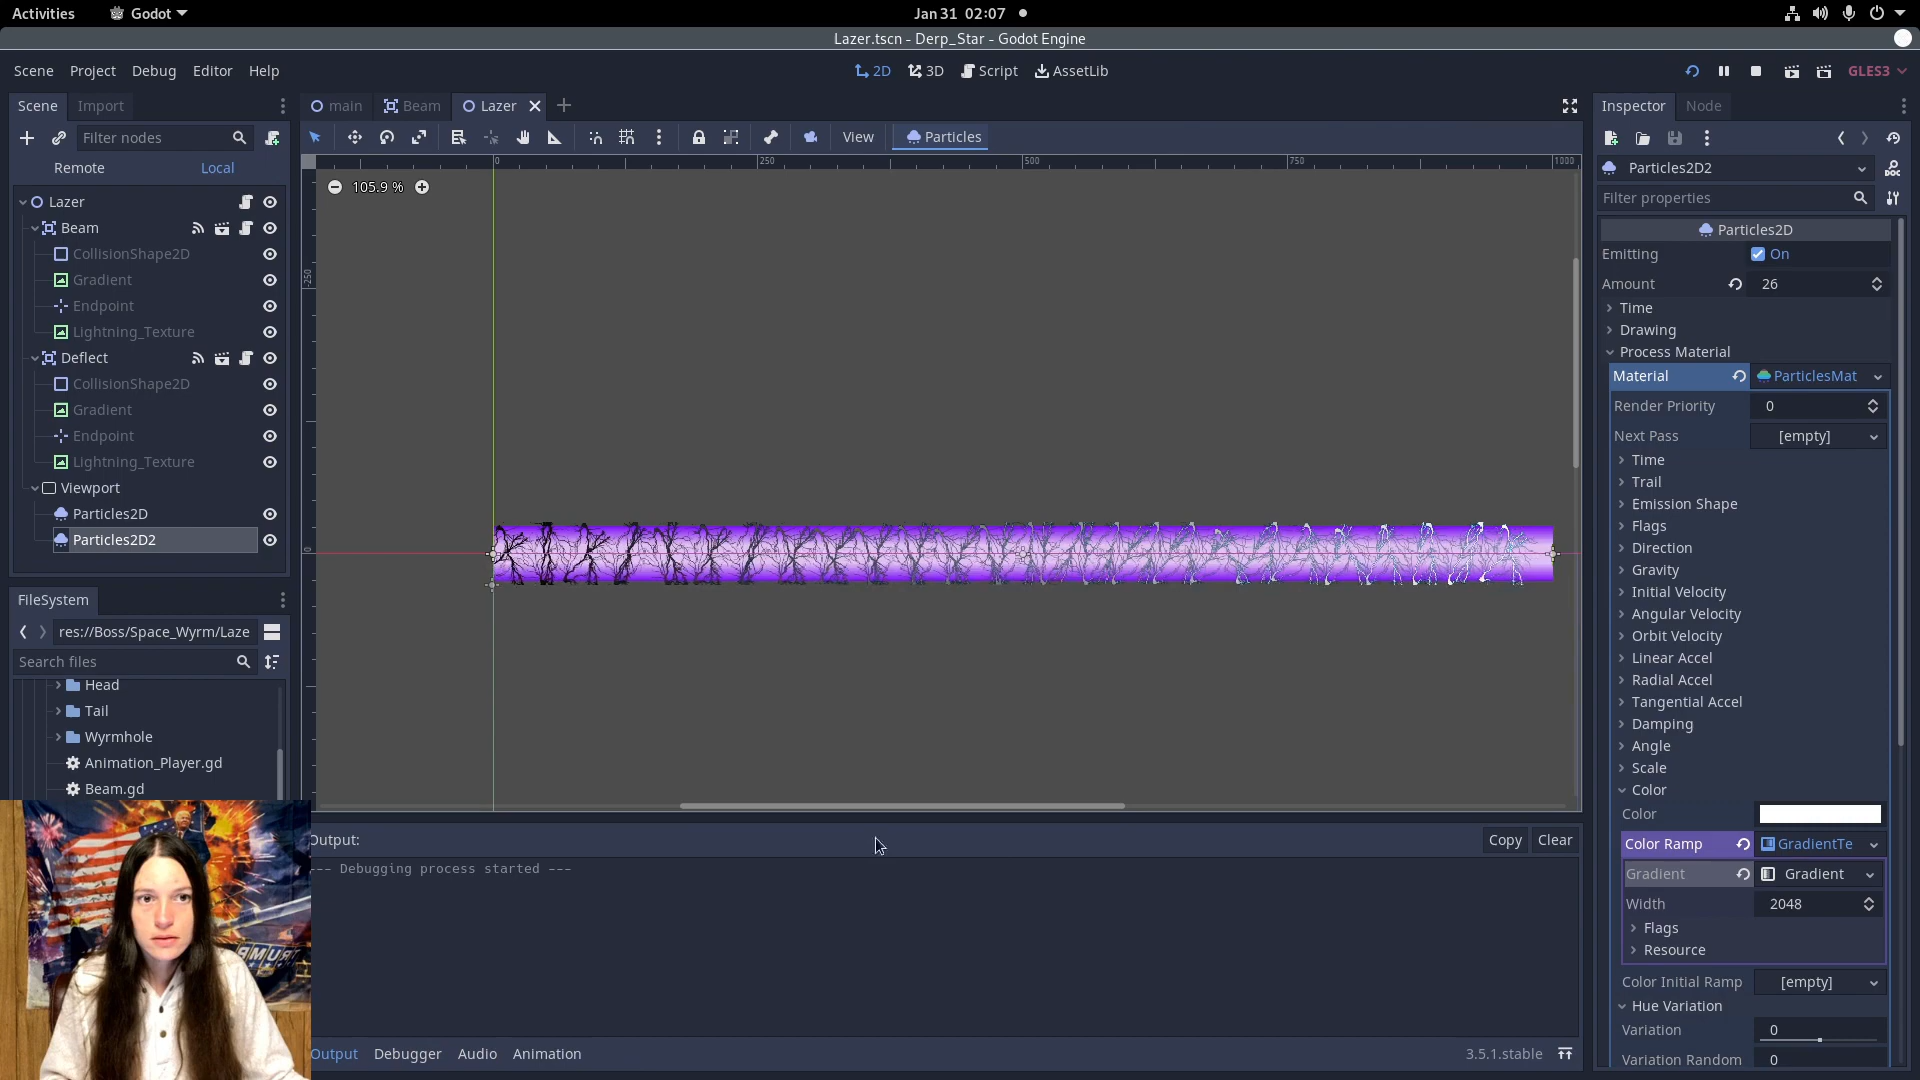 Activities
Godot
Jan 31 02:07
Lazer.tscn - Derp_Star - Godot Engine
Scene Project Debug Editor Help
2D 3D Script AssetLib
GLES3
Scene Import
main Beam Lazer
Inspector Node
Filter nodes
View Particles
Remote Local
0 250 500 750 1000
105.9 %
-250
0
Lazer
Beam
CollisionShape2D
Gradient
Endpoint
Lightning_Texture
Deflect
CollisionShape2D
Gradient
Endpoint
Lightning_Texture
Viewport
Particles2D
Particles2D2
FileSystem
res://Boss/Space_Wyrm/Laze
Search files
Head
Tail
Wyrmhole
Animation_Player.gd
Beam.gd
Output:
Copy Clear
--- Debugging process started ---
Output Debugger Audio Animation
3.5.1.stable
Particles2D2
Filter properties
Particles2D
Emitting On
Amount 26
Time
Drawing
Process Material
Material ParticlesMat
Render Priority 0
Next Pass [empty]
Time
Trail
Emission Shape
Flags
Direction
Gravity
Initial Velocity
Angular Velocity
Orbit Velocity
Linear Accel
Radial Accel
Tangential Accel
Damping
Angle
Scale
Color
Color
Color Ramp GradientTe
Gradient Gradient
Width 2048
Flags
Resource
Color Initial Ramp [empty]
Hue Variation
Variation 0
Variation Random 0